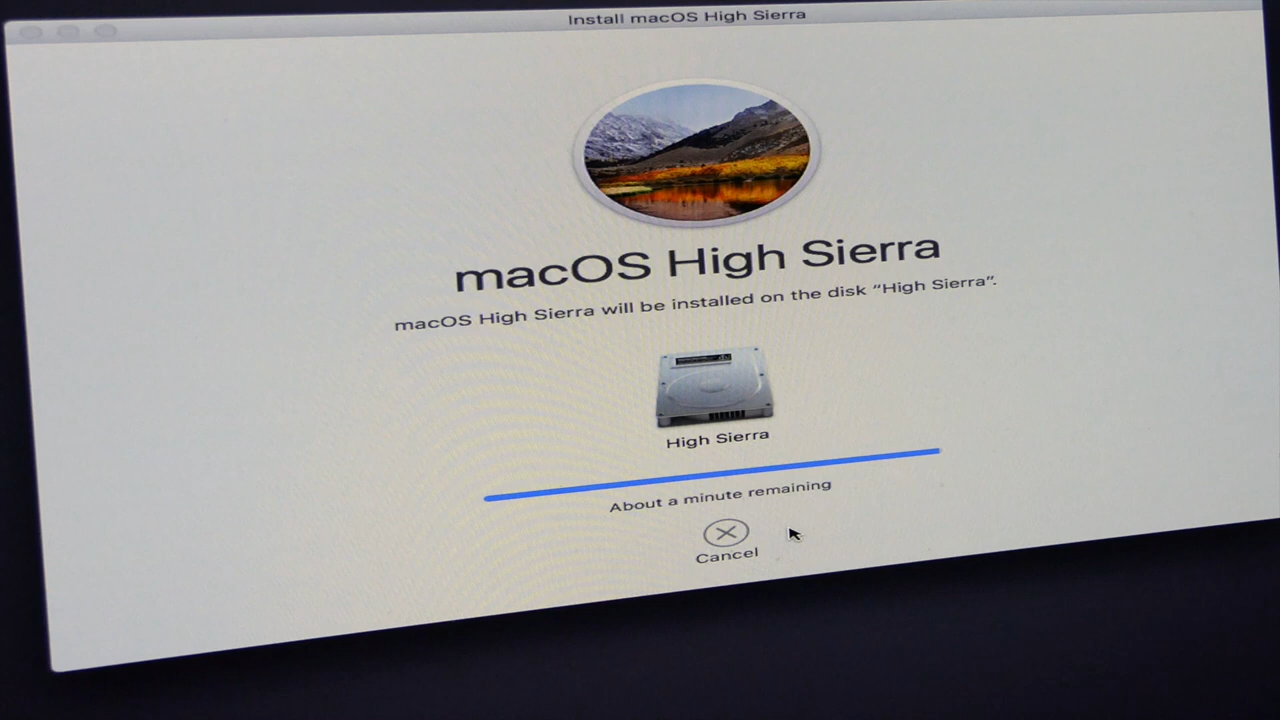 Install macOS High Sierra
macOS High Sierra
macOS High Sierra will be installed on the disk “High Sierra”.
High Sierra
About a minute remaining
Cancel